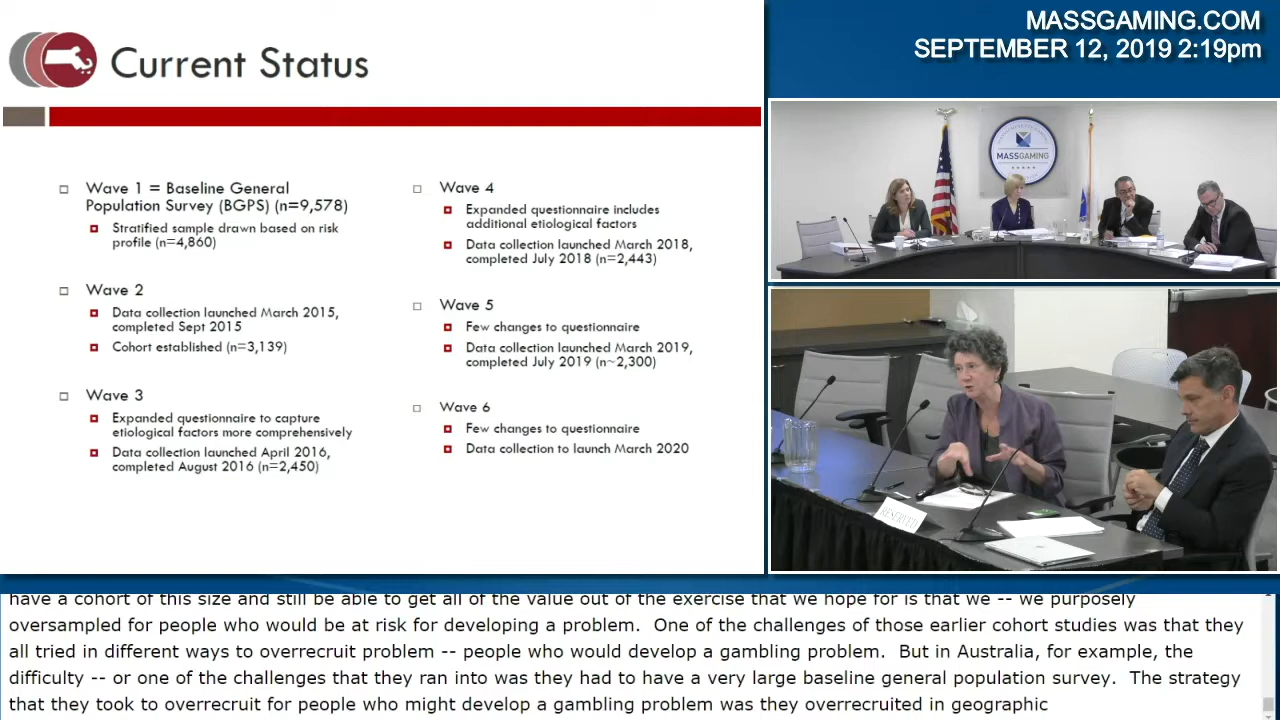 Current Status
Wave 1 = Baseline General
Population Survey (BGPS) (n=9,578)
Stratified sample drawn based on risk
profile (n=4,860)
Wave 2
Data collection launched March 2015,
completed Sept 2015
Cohort established (n=3,139)
Wave 3
Expanded questionnaire to capture
etiological factors more comprehensively
Data collection launched April 2016,
completed August 2016 (n=2,450)
Wave 4
Expanded questionnaire includes
additional etiological factors
Data collection launched March 2018,
completed July 2018 (n=2,443)
Wave 5
Few changes to questionnaire
Data collection launched March 2019,
completed July 2019 (n~2,300)
Wave 6
Few changes to questionnaire
Data collection to launch March 2020
MASSGAMING.COM
SEPTEMBER 12, 2019 2:19pm
MASSGAMING
RESERVED
have a cohort of this size and still be able to get all of the value out of the exercise that we hope for is that we -- we purposely
oversampled for people who would be at risk for developing a problem.  One of the challenges of those earlier cohort studies was that they
all tried in different ways to overrecruit problem -- people who would develop a gambling problem.  But in Australia, for example, the
difficulty -- or one of the challenges that they ran into was they had to have a very large baseline general population survey.  The strategy
that they took to overrecruit for people who might develop a gambling problem was they overrecruited in geographic